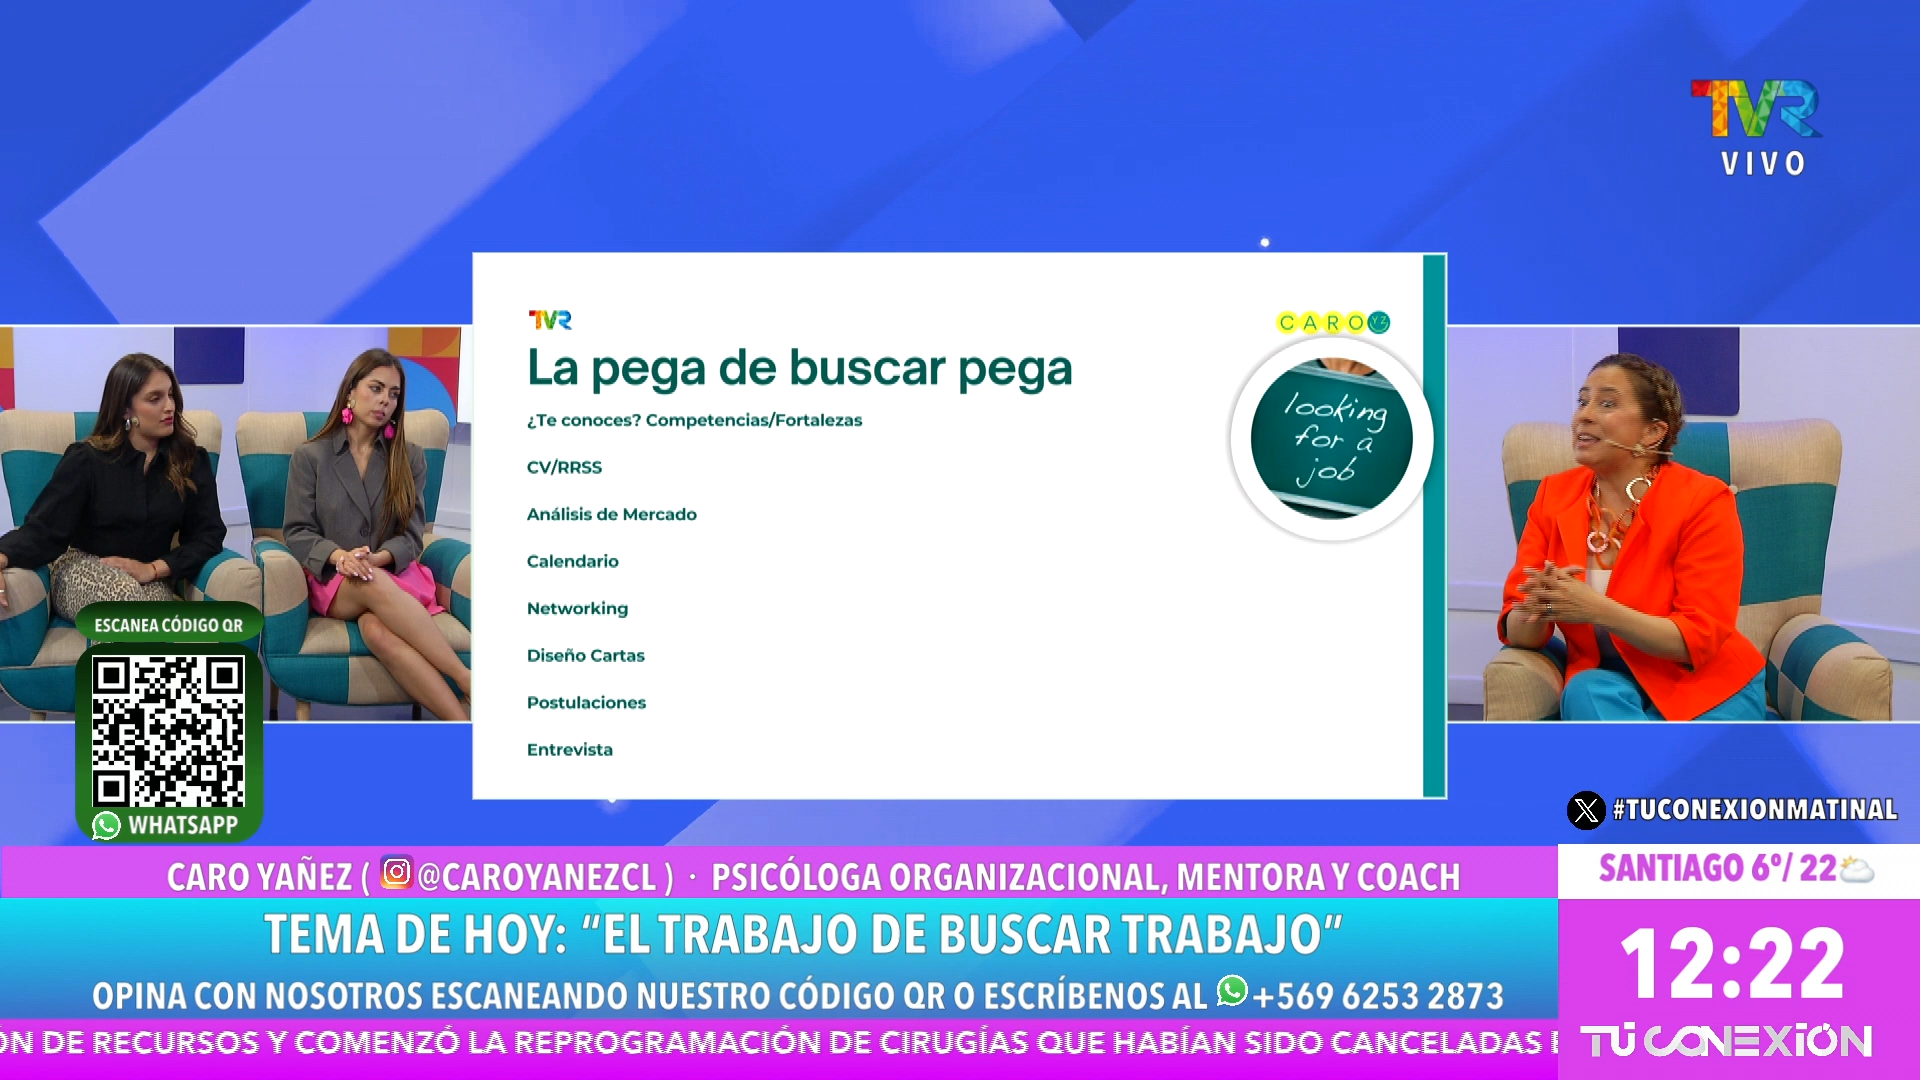 TVR
VIVO
TVR
CARO YZ
La pega de buscar pega
¿Te conoces? Competencias/Fortalezas
CV/RRSS
Análisis de Mercado
Calendario
Networking
Diseño Cartas
Postulaciones
Entrevista
looking
for a
job
ESCANEA CÓDIGO QR
WHATSAPP
#TUCONEXIONMATINAL
CARO YAÑEZ ( @CAROYANEZCL ) · PSICÓLOGA ORGANIZACIONAL, MENTORA Y COACH
SANTIAGO 6º/ 22
TEMA DE HOY: “EL TRABAJO DE BUSCAR TRABAJO”
12:22
OPINA CON NOSOTROS ESCANEANDO NUESTRO CÓDIGO QR O ESCRÍBENOS AL +569 6253 2873
ÓN DE RECURSOS Y COMENZÓ LA REPROGRAMACIÓN DE CIRUGÍAS QUE HABÍAN SIDO CANCELADAS
TÚ CONEXIÓN